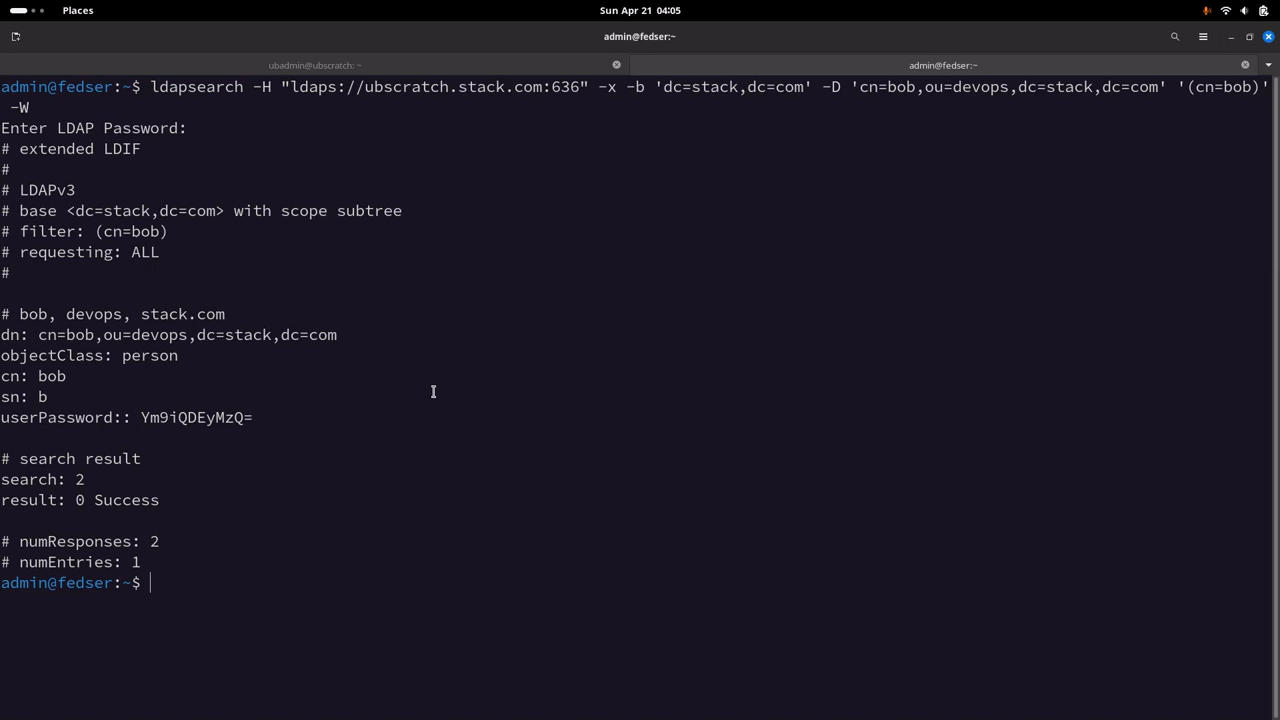 Places
Sun Apr 21 04:05
admin@fedser:~
ubadmin@ubscratch: ~
admin@fedser:~
admin@fedser:~$ ldapsearch -H "ldaps://ubscratch.stack.com:636" -x -b 'dc=stack,dc=com' -D 'cn=bob,ou=devops,dc=stack,dc=com' '(cn=bob)'
-W
Enter LDAP Password:
# extended LDIF
#
# LDAPv3
# base <dc=stack,dc=com> with scope subtree
# filter: (cn=bob)
# requesting: ALL
#
# bob, devops, stack.com
dn: cn=bob,ou=devops,dc=stack,dc=com
objectClass: person
cn: bob
sn: b
userPassword:: Ym9iQDEyMzQ=
# search result
search: 2
result: 0 Success
# numResponses: 2
# numEntries: 1
admin@fedser:~$